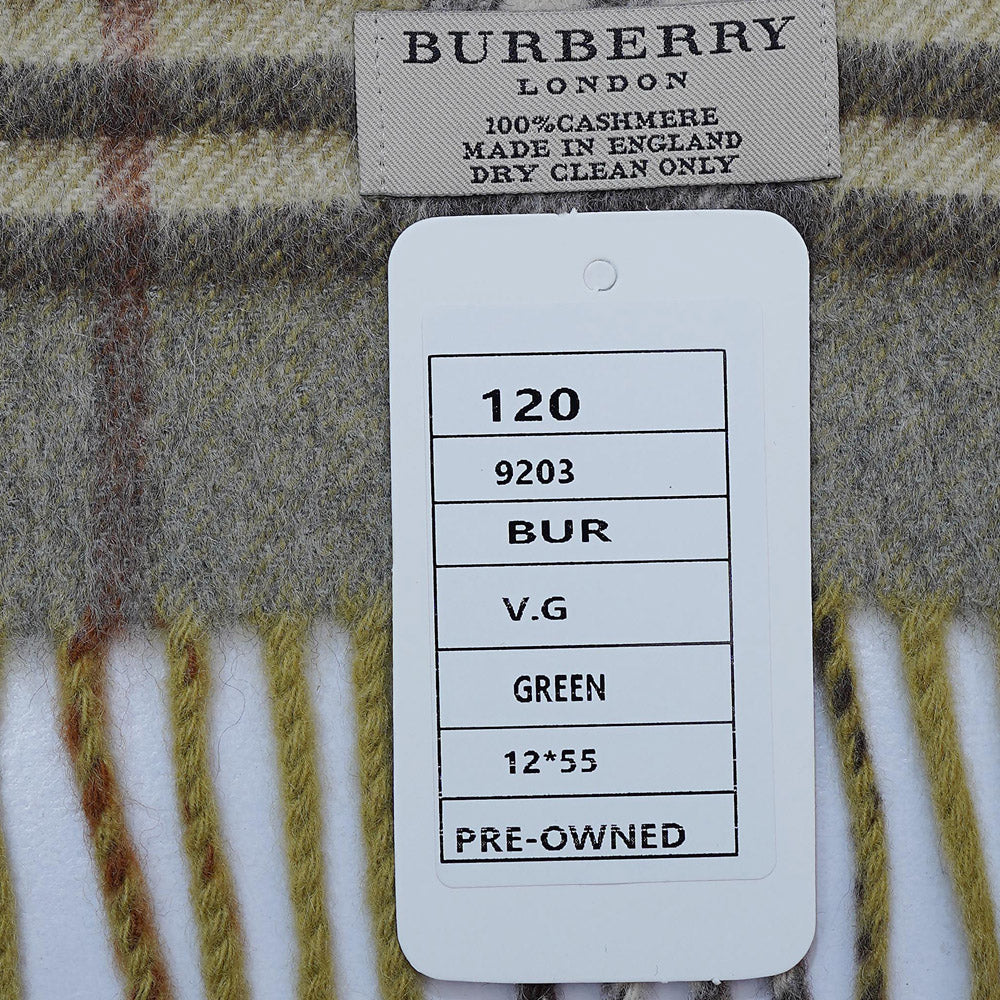 BURBERRY
LONDON
100%CASHMERE
MADE IN ENGLAND
DRY CLEAN ONLY
120
9203
BUR
V.G
GREEN
12*55
PRE-OWNED